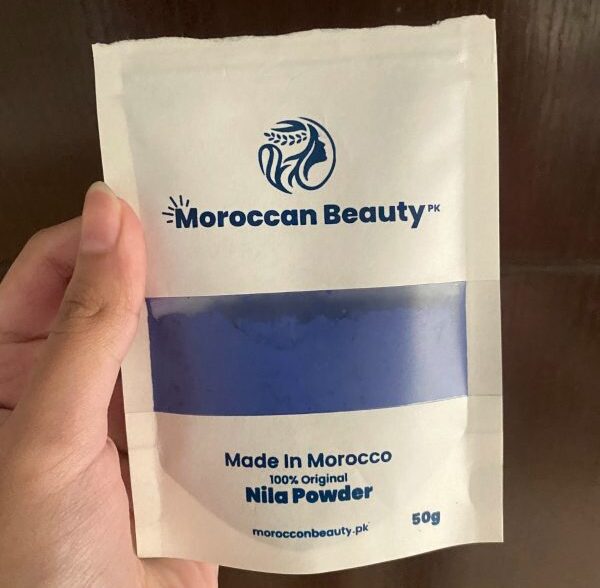 Moroccan Beauty PK
Made In Morocco
100% Original
Nila Powder
morocconbeauty.pk
50g